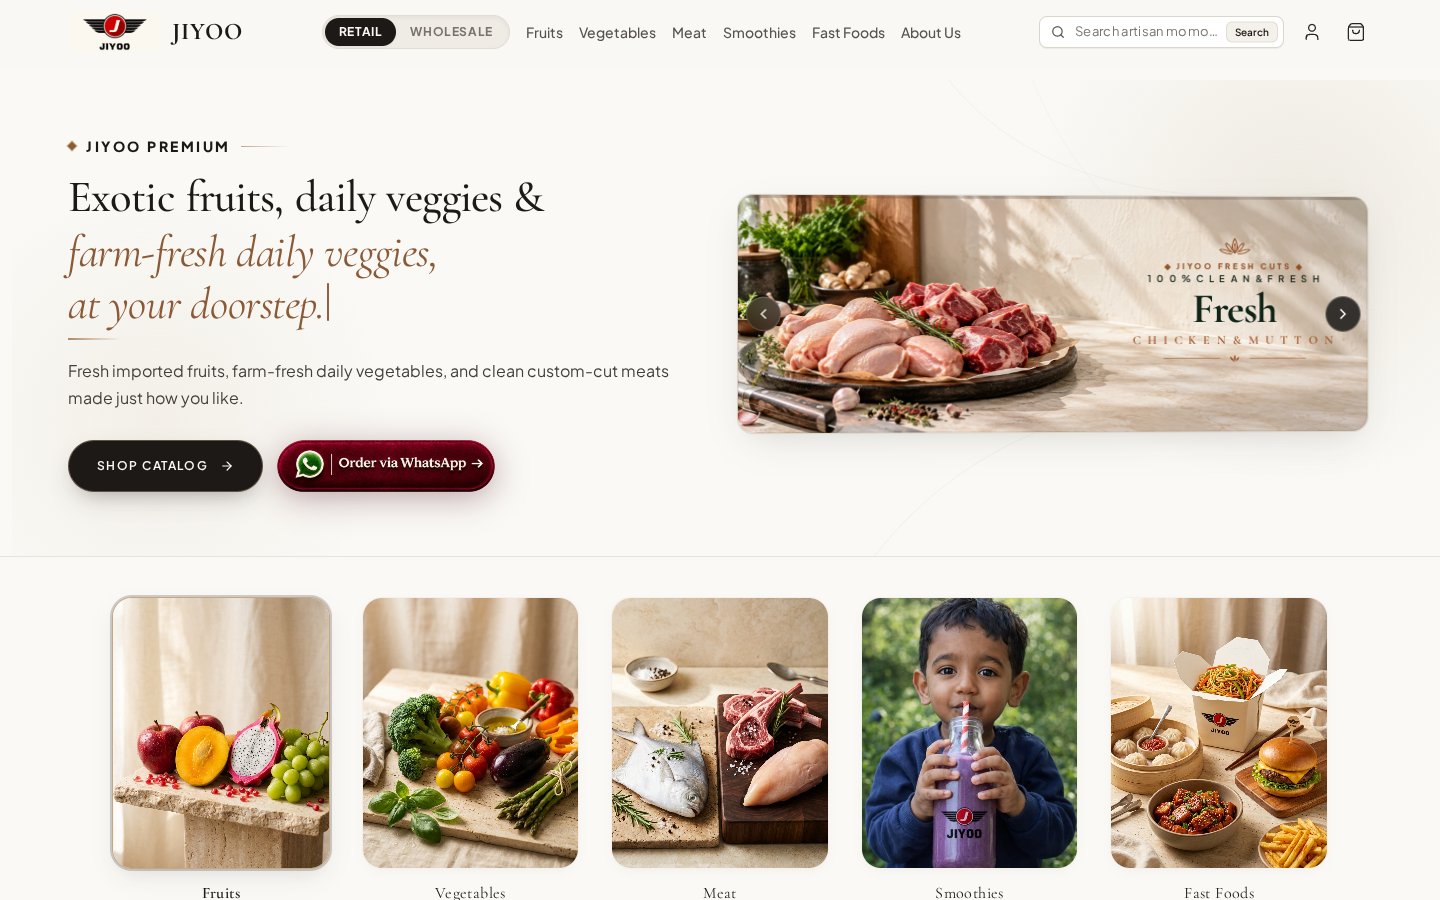 JIYOO
JIYOO
RETAIL
WHOLESALE
Fruits
Vegetables
Meat
Smoothies
Fast Foods
About Us
Search artisan momo...
Search
JIYOO PREMIUM
Exotic fruits, daily veggies &
farm-fresh daily veggies,
at your doorstep.
Fresh imported fruits, farm-fresh daily vegetables, and clean custom-cut meats
made just how you like.
SHOP CATALOG
Order via WhatsApp
JIYOO FRESH CUTS
100%CLEAN&FRESH
Fresh
CHICKEN&MUTTON
JIYOO
JIYOO
Fruits
Vegetables
Meat
Smoothies
Fast Foods